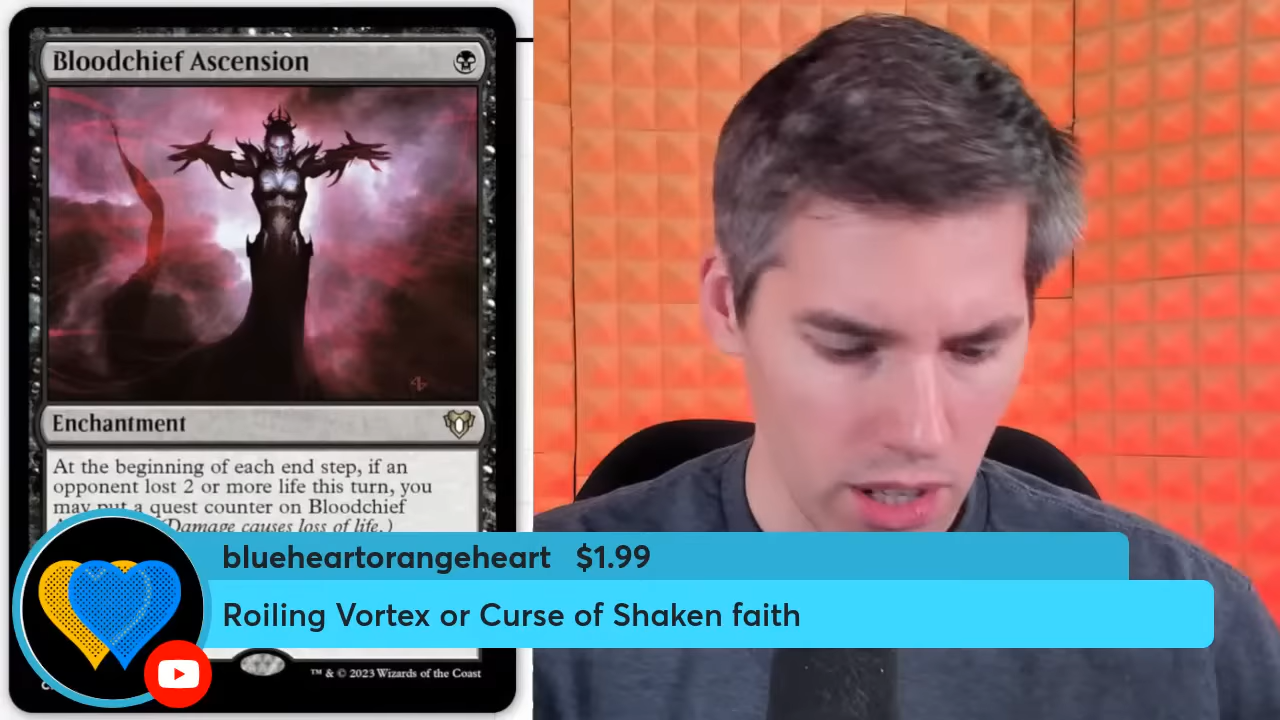 Bloodchief Ascension
Enchantment
At the beginning of each end step, if an
opponent lost 2 or more life this turn, you
may put a quest counter on Bloodchief
(Damage causes loss of life.)
blueheartorangeheart $1.99
Roiling Vortex or Curse of Shaken faith
™ & © 2023 Wizards of the Coast